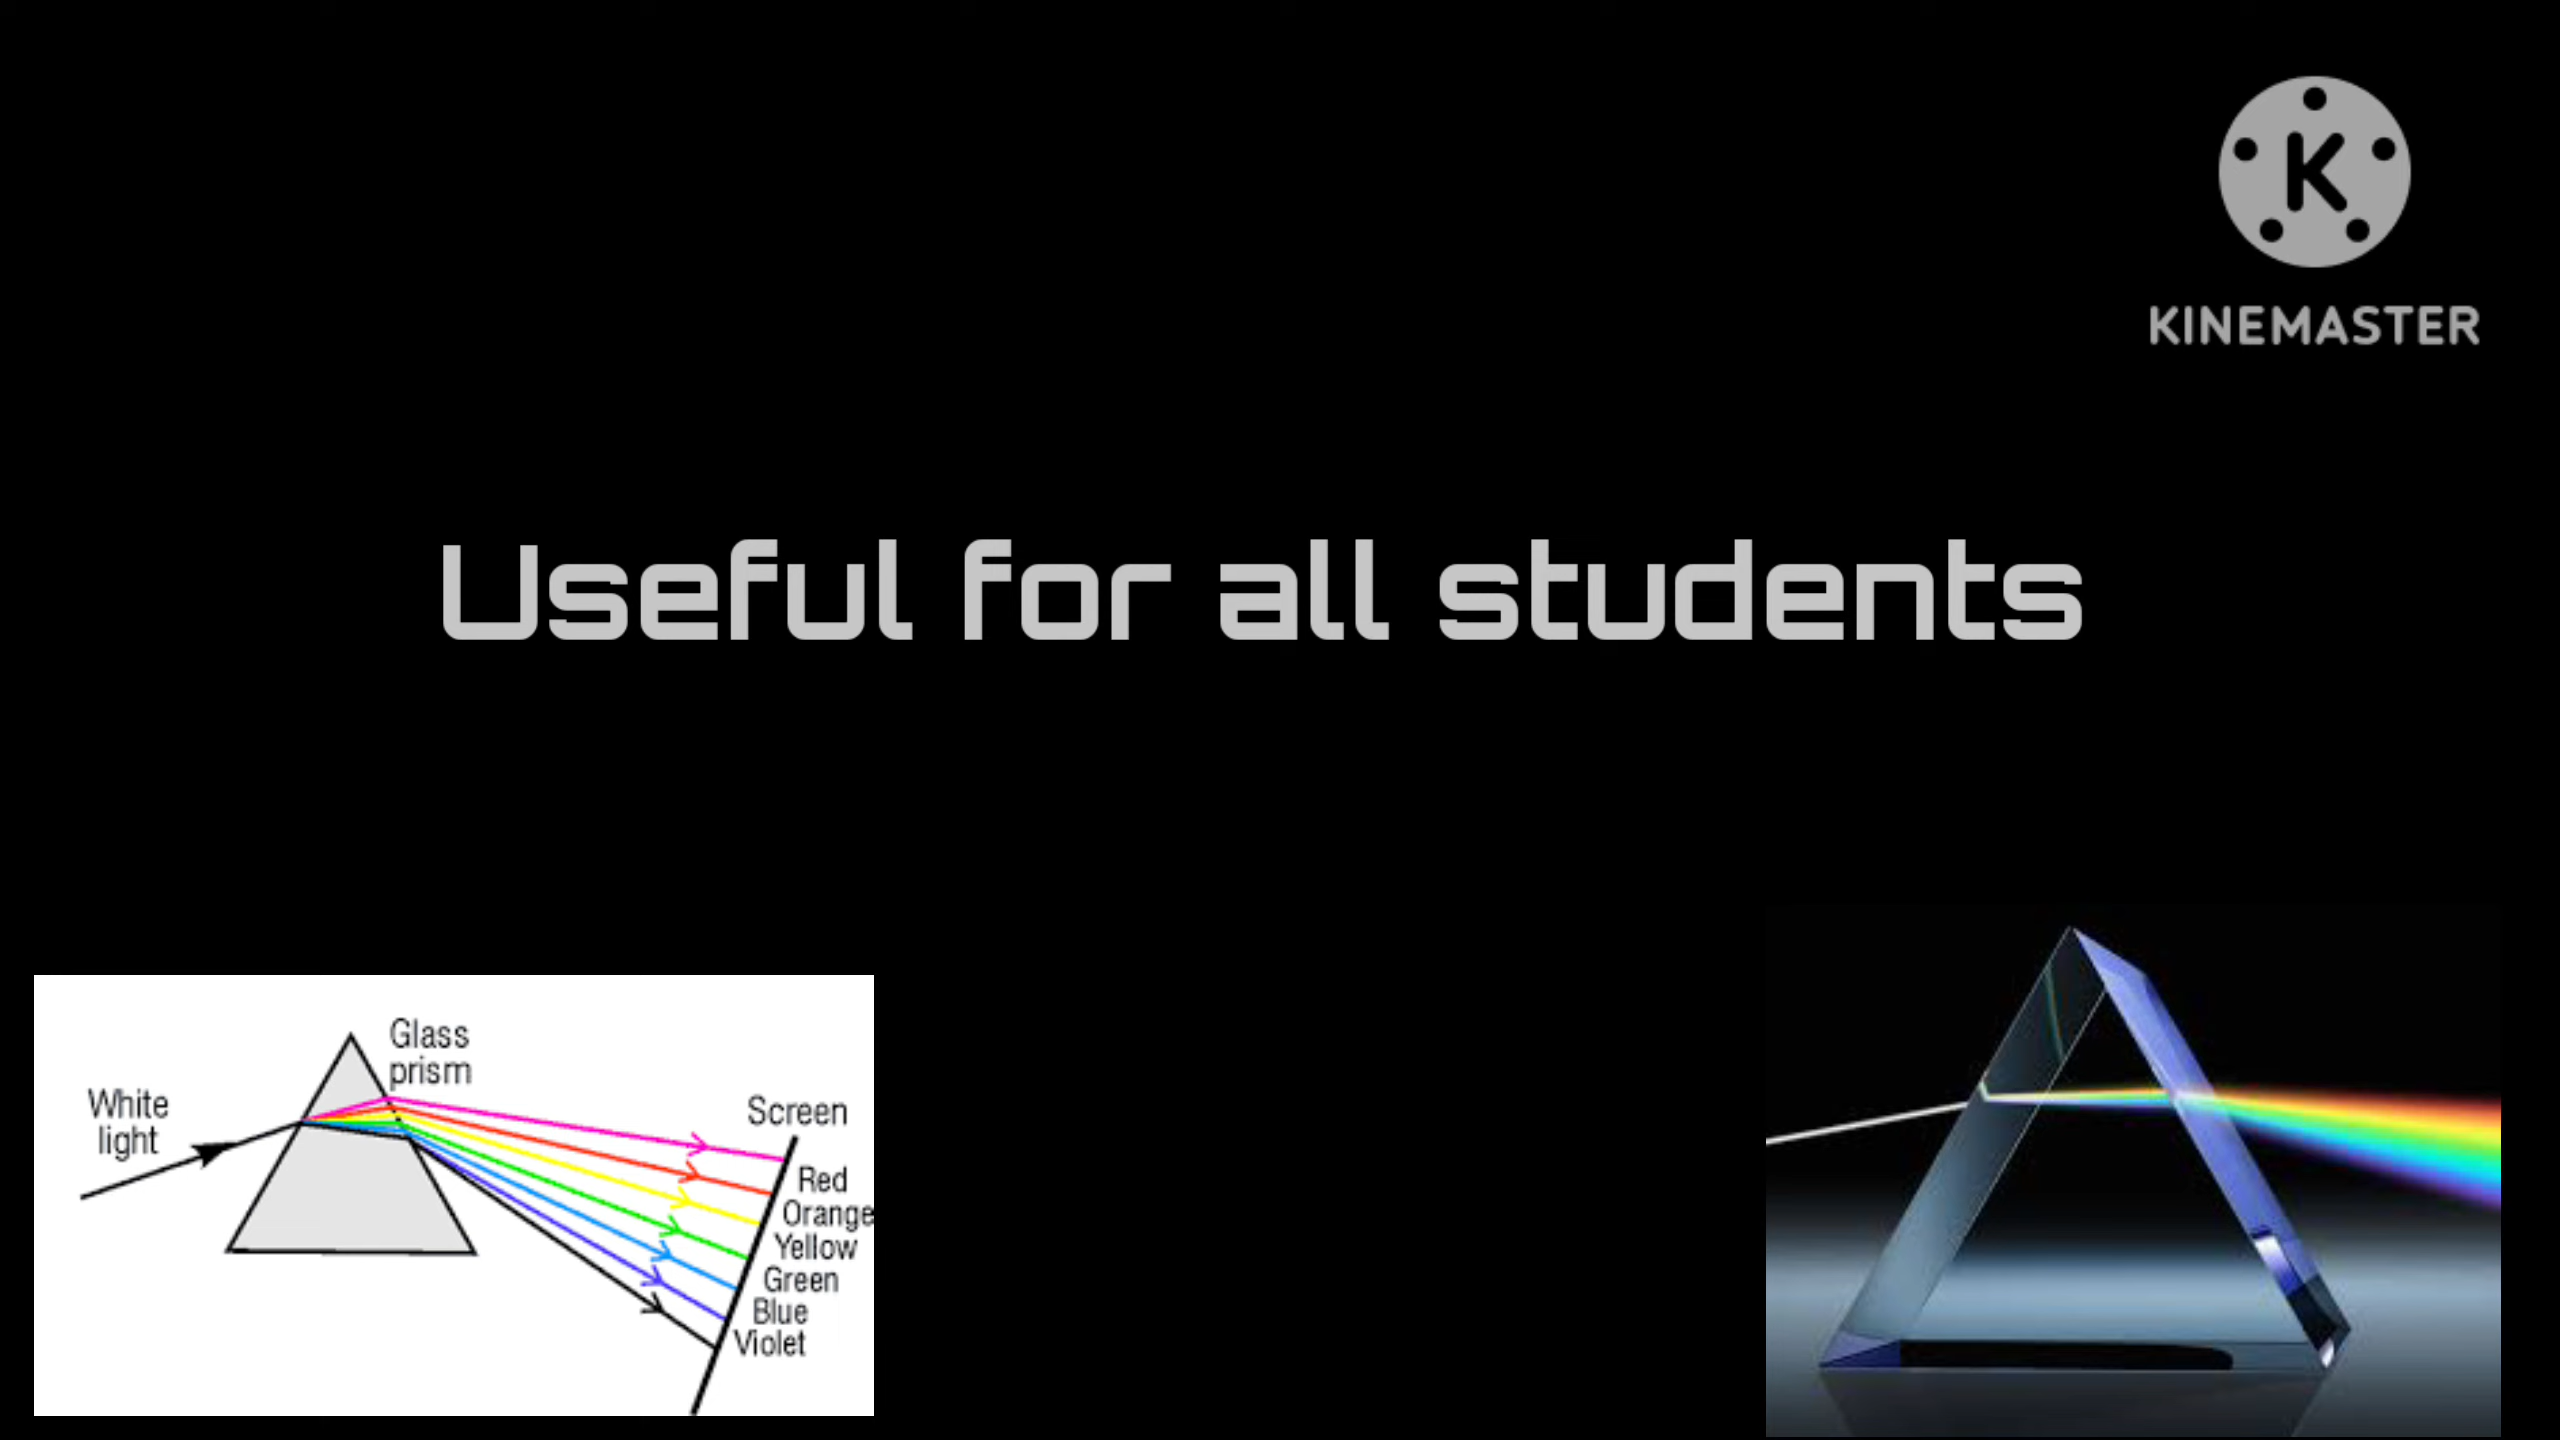 K
KINEMASTER
Useful for all students
Glass
prism
White
light
Screen
Red
Orange
Yellow
Green
Blue
Violet